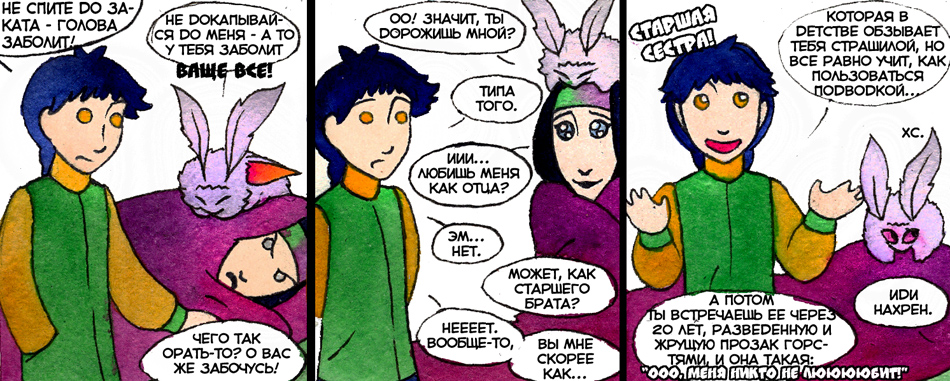 НЕ СПИТЕ DО ЗА-
КАТА - ГОЛОВА
ЗАБОЛИТ!
НЕ DОКАПЫВАЙ-
СЯ DО МЕНЯ - А ТО
У ТЕБЯ ЗАБОЛИТ
ВАЩЕ ВСЕ!
ЧЕГО ТАК
ОРАТЬ-ТО? О ВАС
ЖЕ ЗАБОЧУСЬ!
ОО! ЗНАЧИТ, ТЫ
DОРОЖИШЬ МНОЙ?
ТИПА
ТОГО.
ИИИ...
ЛЮБИШЬ МЕНЯ
КАК ОТЦА?
ЭМ...
НЕТ.
МОЖЕТ, КАК
СТАРШЕГО
БРАТА?
НЕЕЕЕТ.
ВООБЩЕ-ТО,
ВЫ МНЕ
СКОРЕЕ
КАК...
СТАРШАЯ
СЕСТРА!
КОТОРАЯ В
DЕТСТВЕ ОБЗЫВАЕТ
ТЕБЯ СТРАШИЛОЙ, НО
ВСЕ РАВНО УЧИТ, КАК
ПОЛЬЗОВАТЬСЯ
ПОDВОDКОЙ...
ХС.
А ПОТОМ
ТЫ ВСТРЕЧАЕШЬ ЕЕ ЧЕРЕЗ
20 ЛЕТ, РАЗВЕDЕННУЮ И
ЖРУЩУЮ ПРОЗАК ГОРС-
ТЯМИ, И ОНА ТАКАЯ:
"ООО, МЕНЯ НИКТО НЕ ЛЮЮЮЮБИТ!"
ИDИ
НАХРЕН.